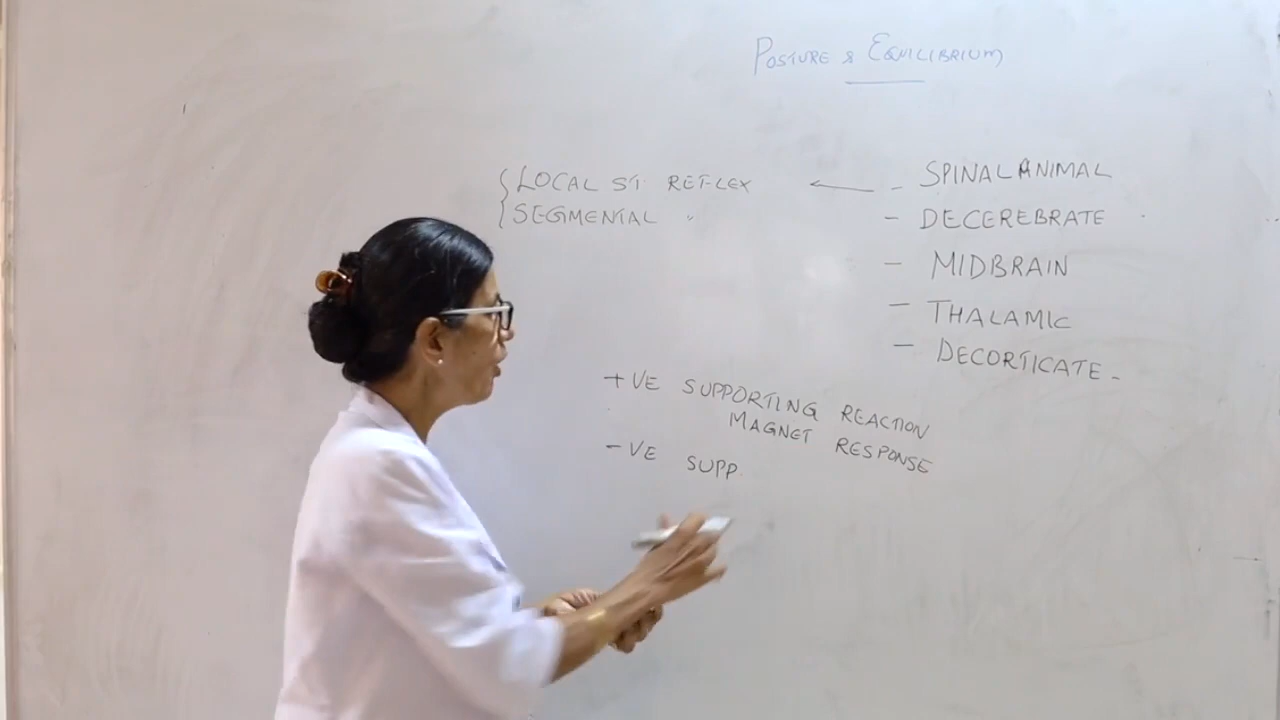 POSTURE & EQUILIBRIUM
LOCAL ST REFLEX ← - SPINAL ANIMAL
SEGMENTAL "
- DECEREBRATE
- MIDBRAIN
- THALAMIC
- DECORTICATE -
+VE SUPPORTING REACTION
MAGNET RESPONSE
-VE SUPP